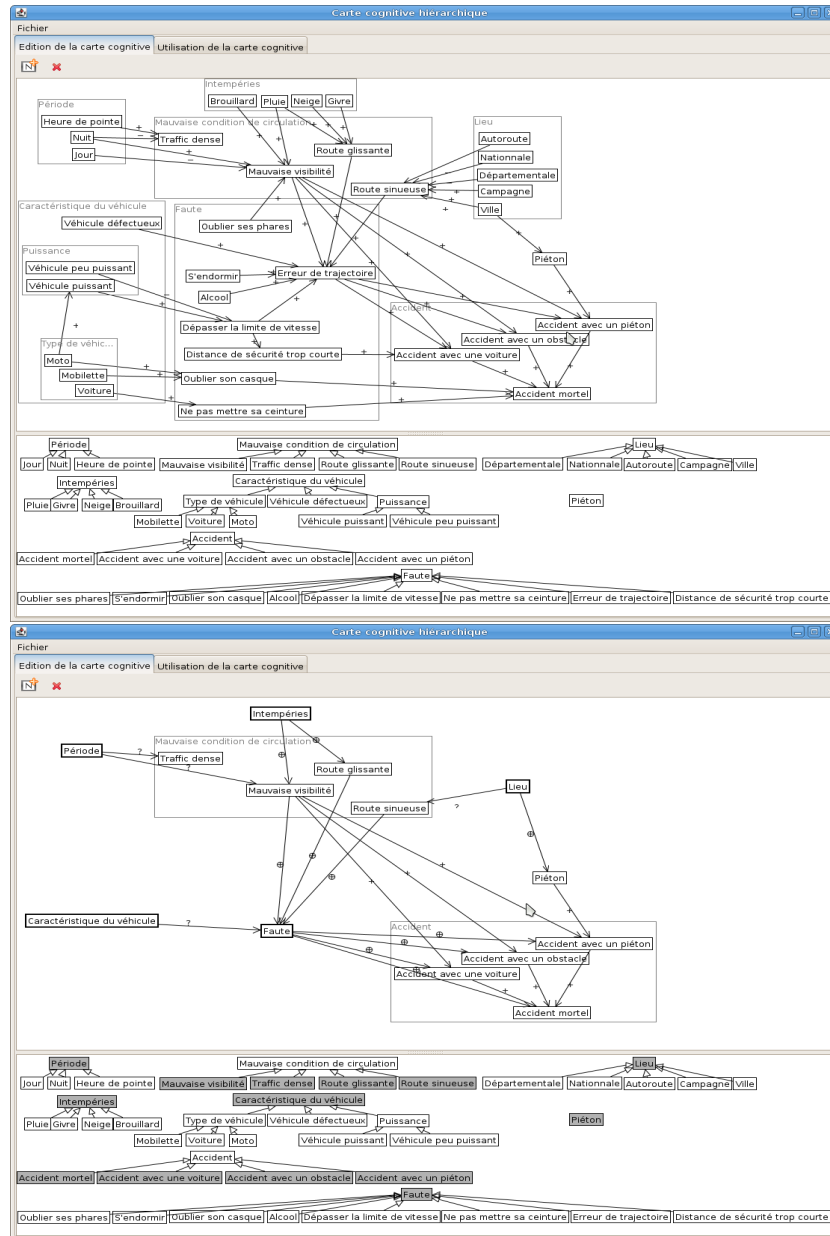 Carte cognitive hiérarchique
Fichier
Edition de la carte cognitive Utilisation de la carte cognitive
Intempéries
Brouillard Pluie Neige Givre
Période
Heure de pointe
Mauvaise condition de circulation
Lieu
Nuit
Traffic dense
Autoroute
Jour
Route glissante
Nationnale
Mauvaise visibilité
Départementale
Route sinueuse
Campagne
Caractéristique du véhicule
Faute
Ville
Véhicule défectueux
Oublier ses phares
Puissance
Piéton
Véhicule peu puissant
S'endormir
Erreur de trajectoire
Véhicule puissant
Alcool
Accident
Dépasser la limite de vitesse
Accident avec un piéton
Type de véhic...
Accident avec un obstacle
Moto
Distance de sécurité trop courte
Accident avec une voiture
Mobilette
Oublier son casque
Voiture
Accident mortel
Ne pas mettre sa ceinture
Période Mauvaise condition de circulation Lieu
Jour Nuit Heure de pointe Mauvaise visibilité Traffic dense Route glissante Route sinueuse Départementale Nationnale Autoroute Campagne Ville
Intempéries Caractéristique du véhicule
Pluie Givre Neige Brouillard Type de véhicule Véhicule défectueux Puissance Piéton
Mobilette Voiture Moto Véhicule puissant Véhicule peu puissant
Accident
Accident mortel Accident avec une voiture Accident avec un obstacle Accident avec un piéton
Faute
Oublier ses phares S'endormir Oublier son casque Alcool Dépasser la limite de vitesse Ne pas mettre sa ceinture Erreur de trajectoire Distance de sécurité trop courte
Carte cognitive hiérarchique
Fichier
Edition de la carte cognitive Utilisation de la carte cognitive
Intempéries
Mauvaise condition de circulation
Période
Traffic dense
Route glissante
Mauvaise visibilité
Lieu
Route sinueuse
Piéton
Caractéristique du véhicule
Faute
Accident
Accident avec un piéton
Accident avec un obstacle
Accident avec une voiture
Accident mortel
Période Mauvaise condition de circulation Lieu
Jour Nuit Heure de pointe Mauvaise visibilité Traffic dense Route glissante Route sinueuse Départementale Nationnale Autoroute Campagne Ville
Intempéries Caractéristique du véhicule
Pluie Givre Neige Brouillard Type de véhicule Véhicule défectueux Puissance Piéton
Mobilette Voiture Moto Véhicule puissant Véhicule peu puissant
Accident
Accident mortel Accident avec une voiture Accident avec un obstacle Accident avec un piéton
Faute
Oublier ses phares S'endormir Oublier son casque Alcool Dépasser la limite de vitesse Ne pas mettre sa ceinture Erreur de trajectoire Distance de sécurité trop courte